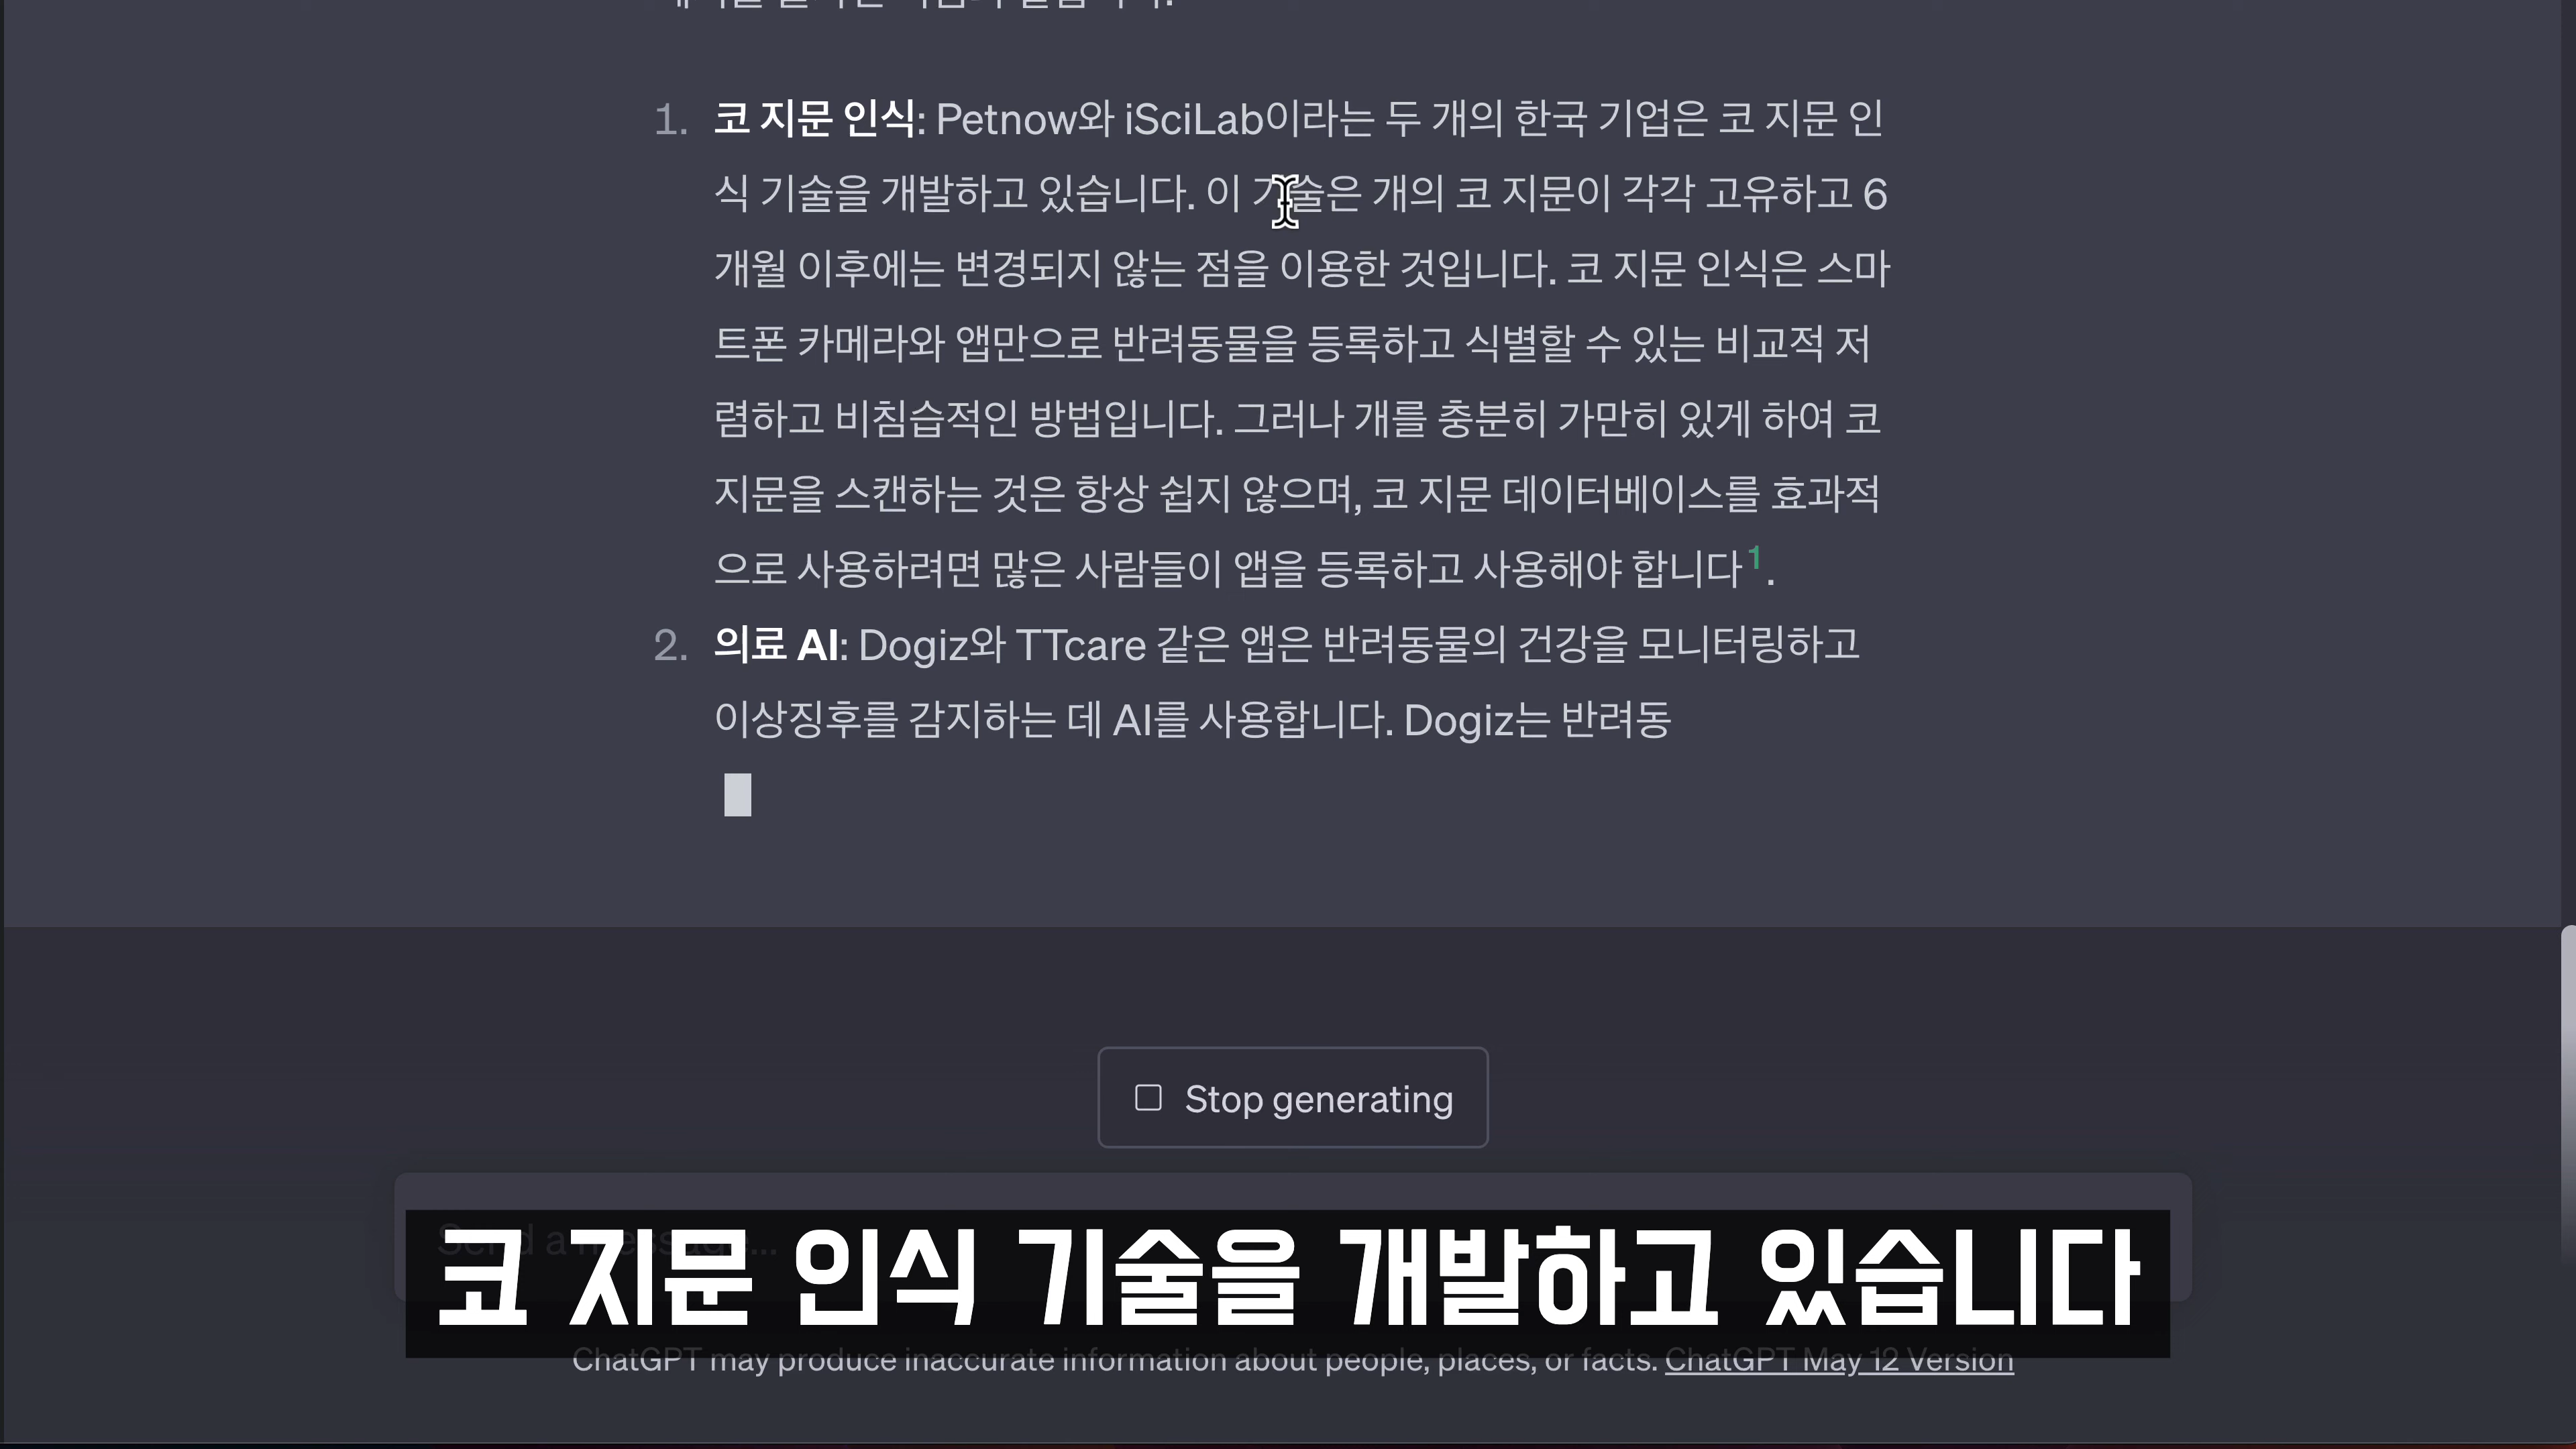 1. 코 지문 인식: Petnow와 iSciLab이라는 두 개의 한국 기업은 코 지문 인
식 기술을 개발하고 있습니다. 이 기술은 개의 코 지문이 각각 고유하고 6
개월 이후에는 변경되지 않는 점을 이용한 것입니다. 코 지문 인식은 스마
트폰 카메라와 앱만으로 반려동물을 등록하고 식별할 수 있는 비교적 저
렴하고 비침습적인 방법입니다. 그러나 개를 충분히 가만히 있게 하여 코
지문을 스캔하는 것은 항상 쉽지 않으며, 코 지문 데이터베이스를 효과적
으로 사용하려면 많은 사람들이 앱을 등록하고 사용해야 합니다1.
2. 의료 AI: Dogiz와 TTcare 같은 앱은 반려동물의 건강을 모니터링하고
이상징후를 감지하는 데 AI를 사용합니다. Dogiz는 반려동
Stop generating
Send a message...
코 지문 인식 기술을 개발하고 있습니다
ChatGPT may produce inaccurate information about people, places, or facts. ChatGPT May 12 Version